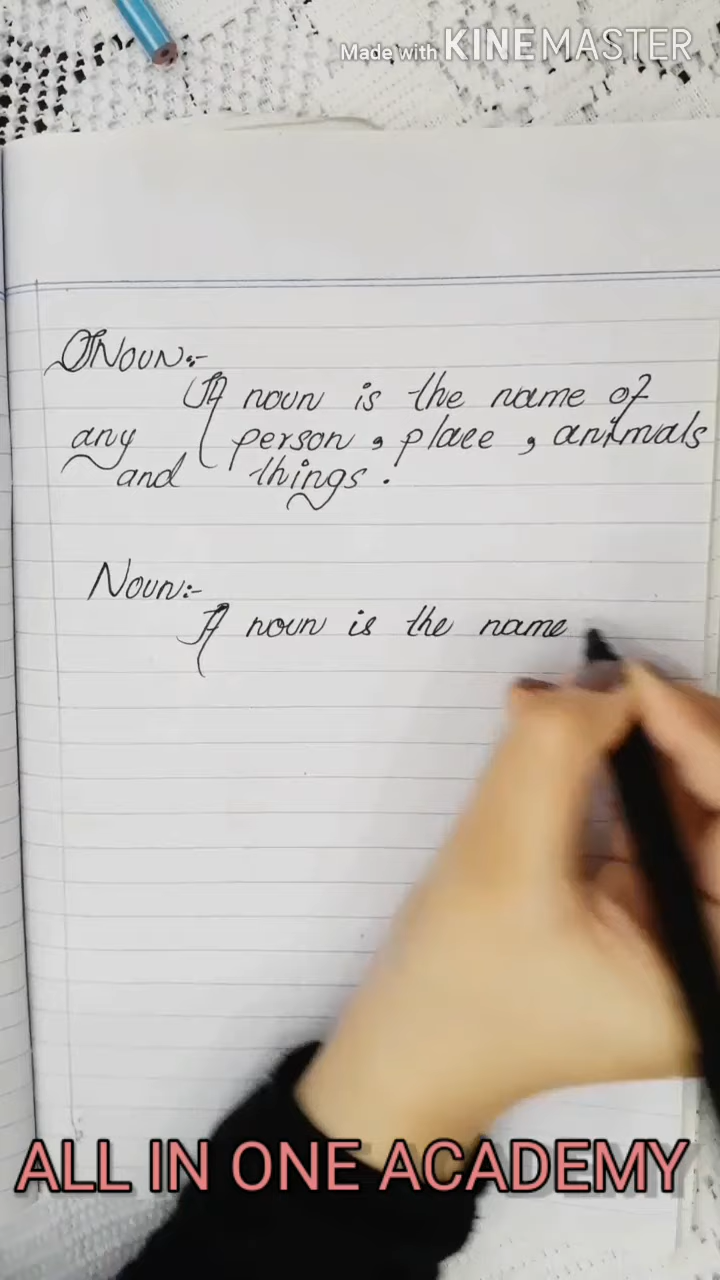 Made with KINEMASTER
Noun:-
A noun is the name of
any person, place, animals
and things.
Noun:-
A noun is the name
ALL IN ONE ACADEMY